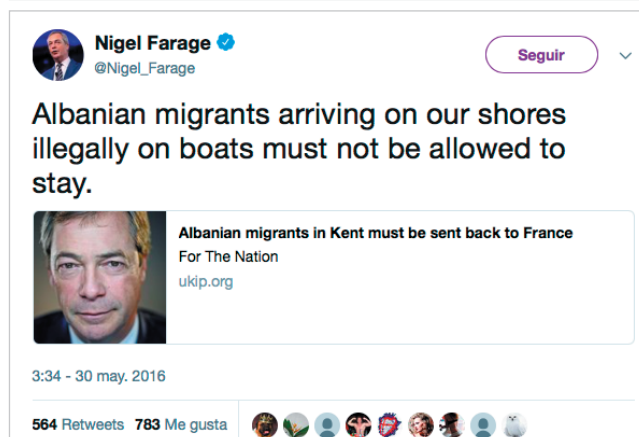 Nigel Farage
@Nigel_Farage
Seguir
Albanian migrants arriving on our shores
illegally on boats must not be allowed to
stay.
Albanian migrants in Kent must be sent back to France
For The Nation
ukip.org
3:34 - 30 may. 2016
564 Retweets 783 Me gusta